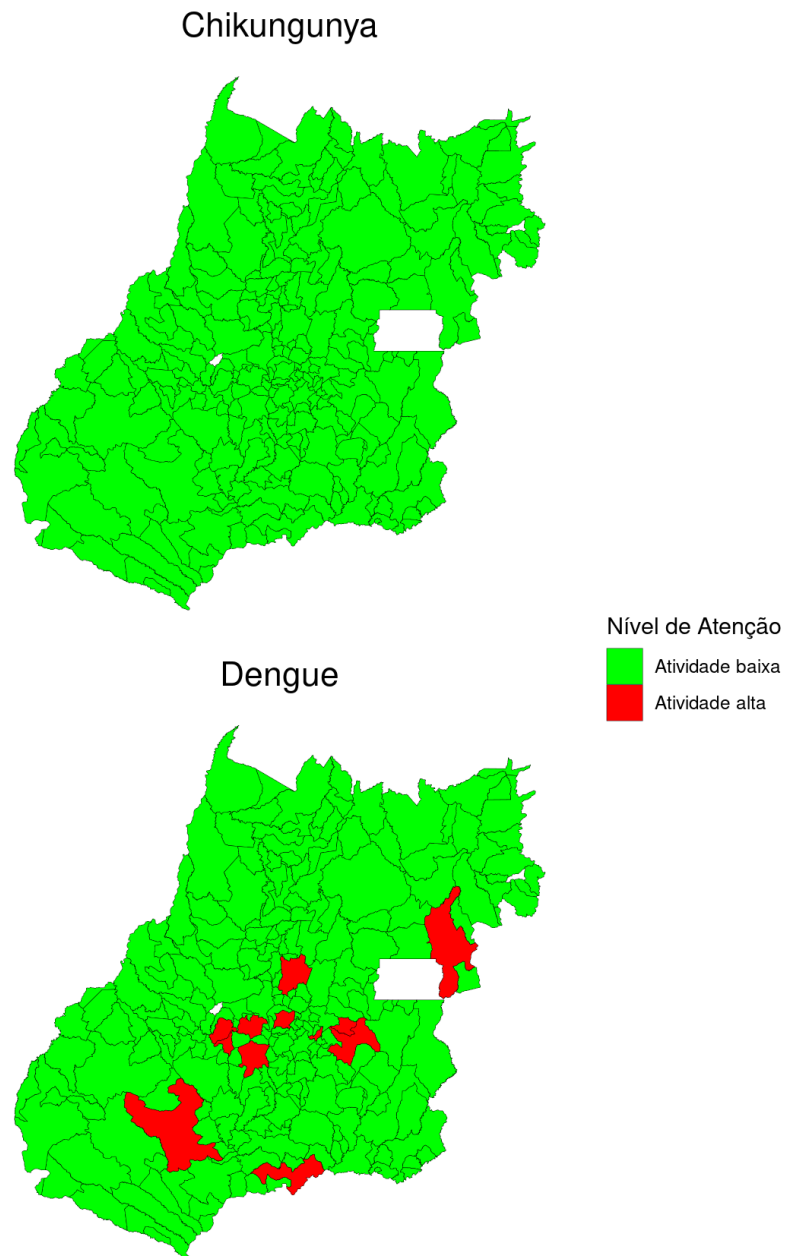 Chikungunya
Nível de Atenção
Atividade baixa
Atividade alta
Dengue